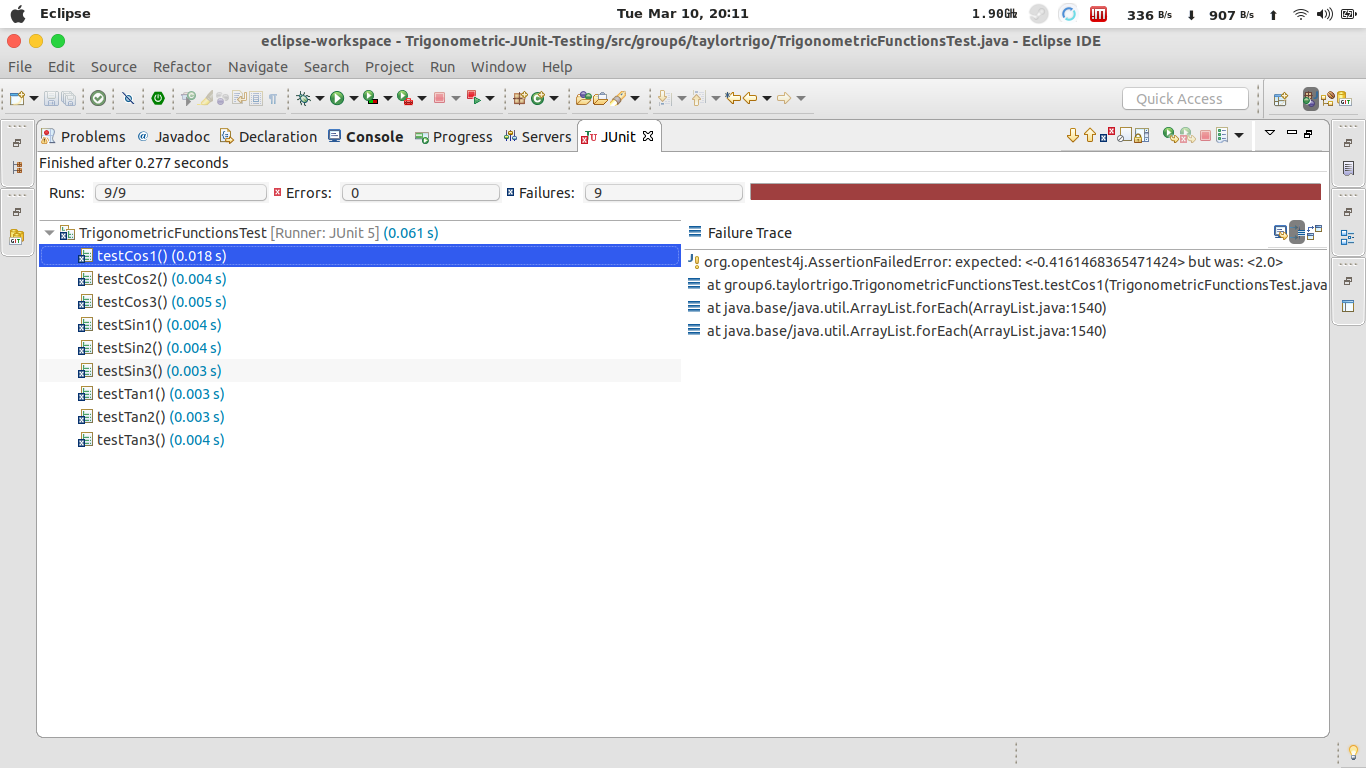 Eclipse Tue Mar 10, 20:11 1.90GHz 336 B/s 907 B/s
eclipse-workspace - Trigonometric-JUnit-Testing/src/group6/taylortrigo/TrigonometricFunctionsTest.java - Eclipse IDE
File Edit Source Refactor Navigate Search Project Run Window Help
Quick Access
Problems @ Javadoc Declaration Console Progress Servers JUnit
Finished after 0.277 seconds
Runs: 9/9 Errors: 0 Failures: 9
TrigonometricFunctionsTest [Runner: JUnit 5] (0.061 s)
testCos1() (0.018 s)
testCos2() (0.004 s)
testCos3() (0.005 s)
testSin1() (0.004 s)
testSin2() (0.004 s)
testSin3() (0.003 s)
testTan1() (0.003 s)
testTan2() (0.003 s)
testTan3() (0.004 s)
Failure Trace
org.opentest4j.AssertionFailedError: expected: <-0.4161468365471424> but was: <2.0>
at group6.taylortrigo.TrigonometricFunctionsTest.testCos1(TrigonometricFunctionsTest.java
at java.base/java.util.ArrayList.forEach(ArrayList.java:1540)
at java.base/java.util.ArrayList.forEach(ArrayList.java:1540)